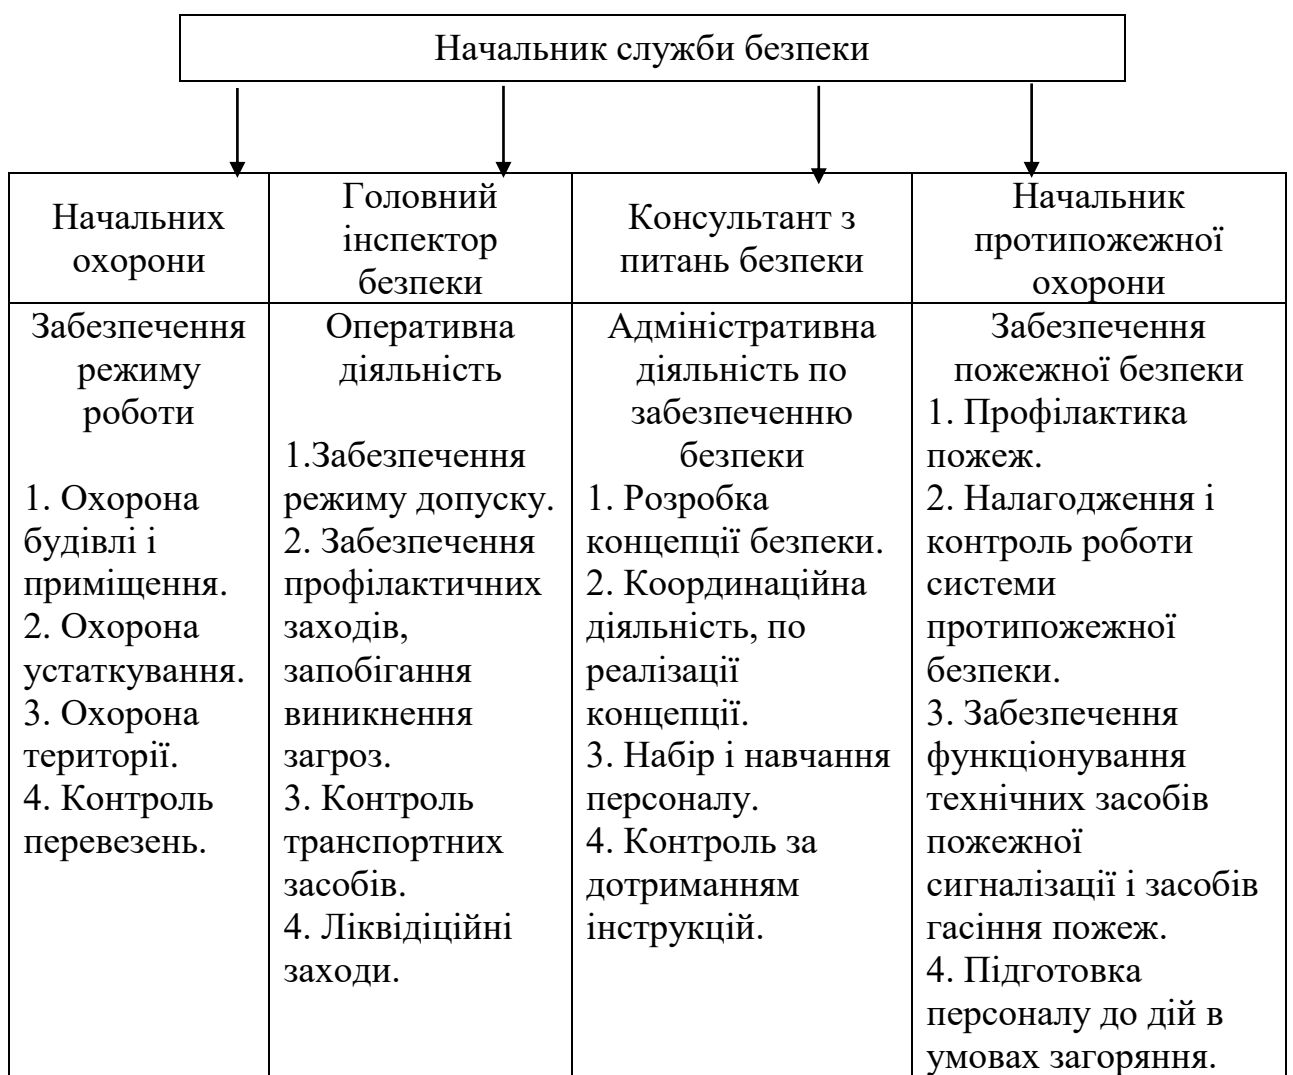 Начальник служби безпеки
Начальних
охорони
Головний
інспектор
безпеки
Консультант з
питань безпеки
Начальник
протипожежної
охорони
Забезпечення
режиму
роботи
1. Охорона
будівлі і
приміщення.
2. Охорона
устаткування.
3. Охорона
території.
4. Контроль
перевезень.
Оперативна
діяльність
1.Забезпечення
режиму допуску.
2. Забезпечення
профілактичних
заходів,
запобігання
виникнення
загроз.
3. Контроль
транспортних
засобів.
4. Ліквідіційні
заходи.
Адміністративна
діяльність по
забезпеченню
безпеки
1. Розробка
концепції безпеки.
2. Координаційна
діяльність, по
реалізації
концепції.
3. Набір і навчання
персоналу.
4. Контроль за
дотриманням
інструкцій.
Забезпечення
пожежної безпеки
1. Профілактика
пожеж.
2. Налагодження і
контроль роботи
системи
протипожежної
безпеки.
3. Забезпечення
функціонування
технічних засобів
пожежної
сигналізації і засобів
гасіння пожеж.
4. Підготовка
персоналу до дій в
умовах загоряння.